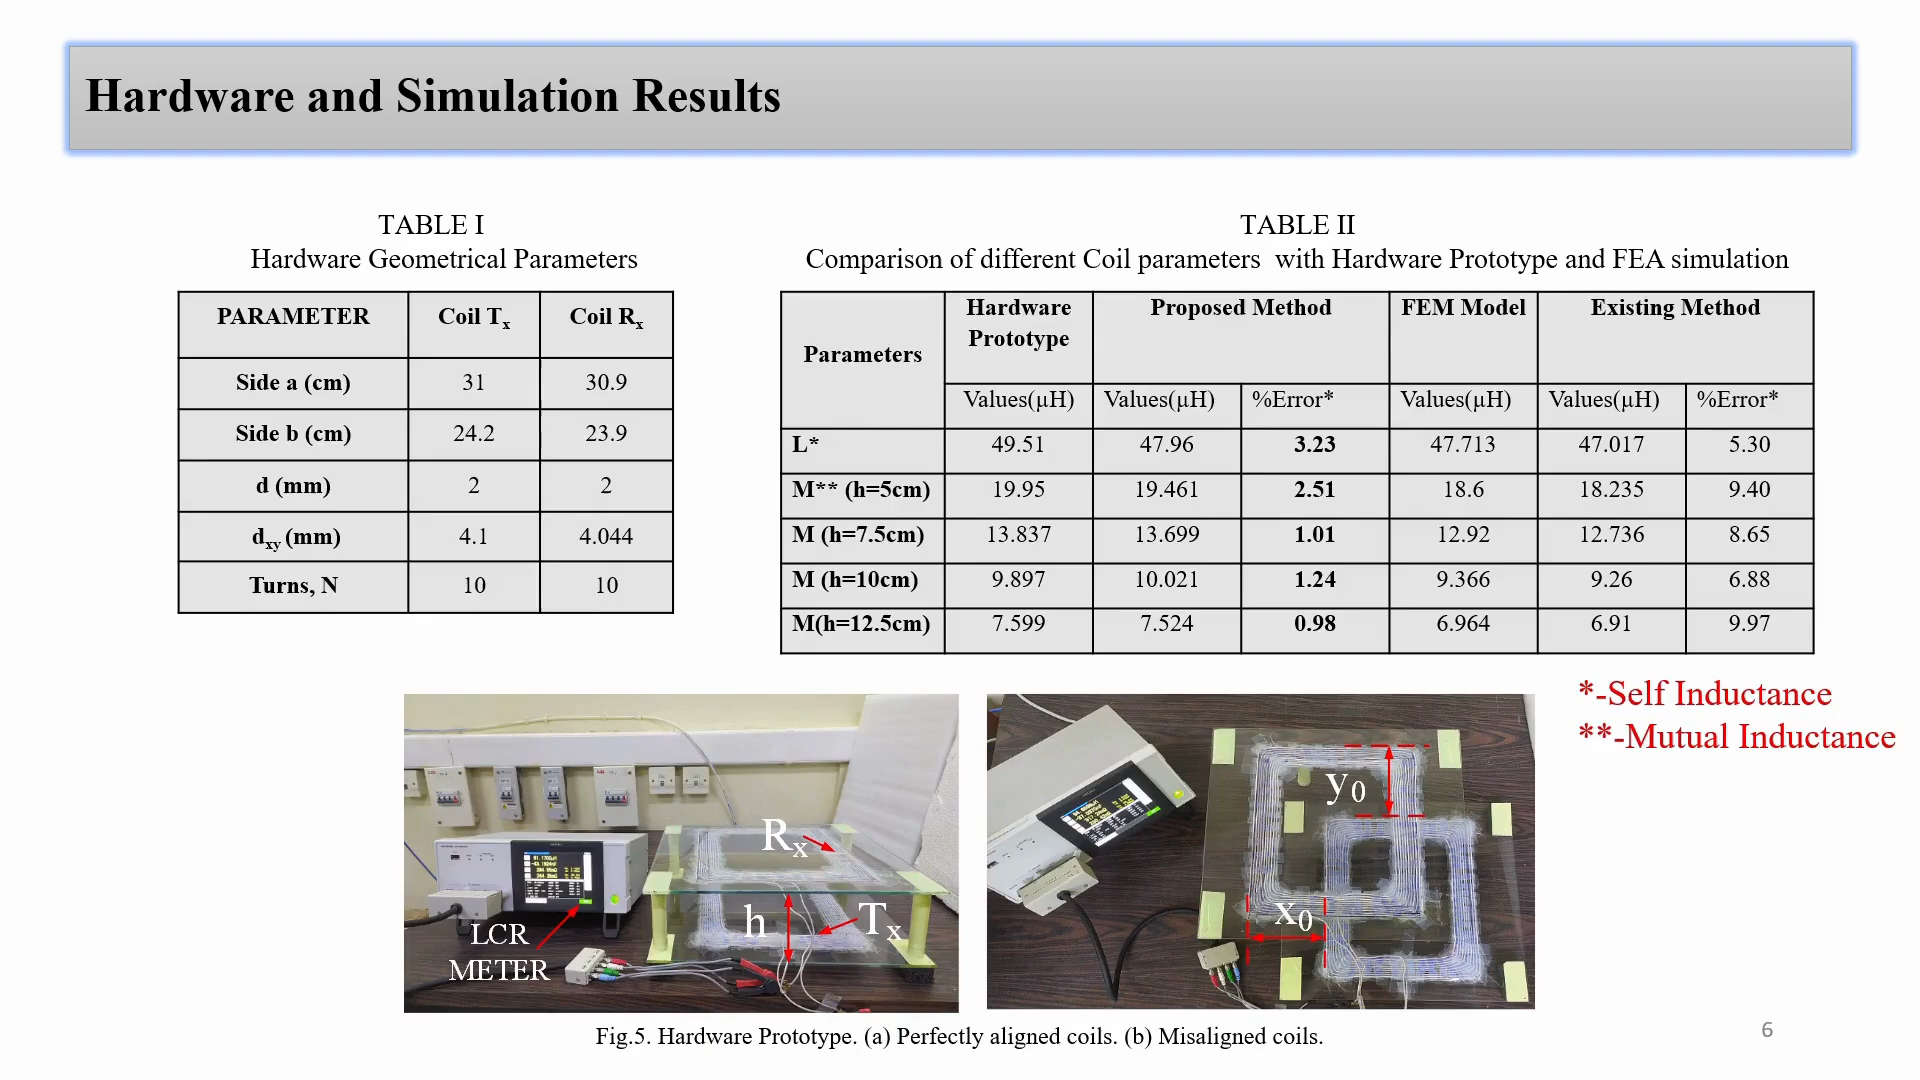 Hardware and Simulation Results
TABLE I
Hardware Geometrical Parameters
PARAMETER Coil Tx Coil Rx
Side a (cm) 31 30.9
Side b (cm) 24.2 23.9
d (mm) 2 2
dxy (mm) 4.1 4.044
Turns, N 10 10
TABLE II
Comparison of different Coil parameters with Hardware Prototype and FEA simulation
Parameters Hardware Prototype Proposed Method FEM Model Existing Method
Values(µH) Values(µH) %Error* Values(µH) Values(µH) %Error*
L* 49.51 47.96 3.23 47.713 47.017 5.30
M** (h=5cm) 19.95 19.461 2.51 18.6 18.235 9.40
M (h=7.5cm) 13.837 13.699 1.01 12.92 12.736 8.65
M (h=10cm) 9.897 10.021 1.24 9.366 9.26 6.88
M(h=12.5cm) 7.599 7.524 0.98 6.964 6.91 9.97
*-Self Inductance
**-Mutual Inductance
Rx
h
Tx
LCR
METER
y0
x0
Fig.5. Hardware Prototype. (a) Perfectly aligned coils. (b) Misaligned coils.
6